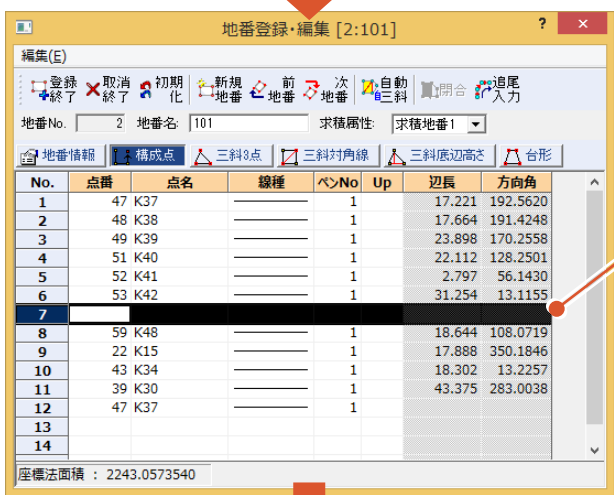 地番登録・編集 [2:101] ? ×
編集(E)
登録終了 取消終了 初期化 新規地番 前地番 次地番 自動三斜 閉合 追尾入力
地番No. 2 地番名: 101 求積属性: 求積地番1
地番情報 構成点 三斜3点 三斜対角線 三斜底辺高さ 台形
No. 点番 点名 線種 ペンNo Up 辺長 方向角
1 47 K37 1 17.221 192.5620
2 48 K38 1 17.664 191.4248
3 49 K39 1 23.898 170.2558
4 51 K40 1 22.112 128.2501
5 52 K41 1 2.797 56.1430
6 53 K42 1 31.254 13.1155
7
8 59 K48 1 18.644 108.0719
9 22 K15 1 17.888 350.1846
10 43 K34 1 18.302 13.2257
11 39 K30 1 43.375 283.0038
12 47 K37 1
13
14
座標法面積 : 2243.0573540